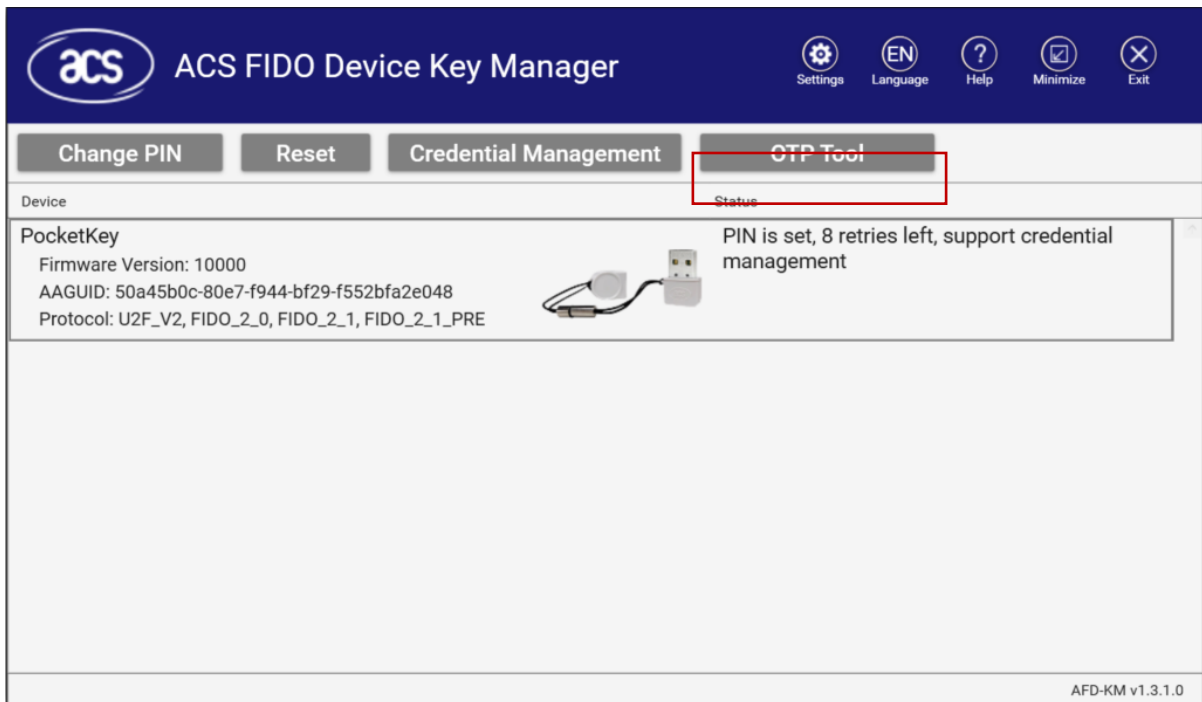 acs
ACS FIDO Device Key Manager
Settings
EN
Language
?
Help
Minimize
Exit
Change PIN
Reset
Credential Management
OTP Tool
Device
Status
PocketKey
Firmware Version: 10000
AAGUID: 50a45b0c-80e7-f944-bf29-f552bfa2e048
Protocol: U2F_V2, FIDO_2_0, FIDO_2_1, FIDO_2_1_PRE
PIN is set, 8 retries left, support credential
management
AFD-KM v1.3.1.0